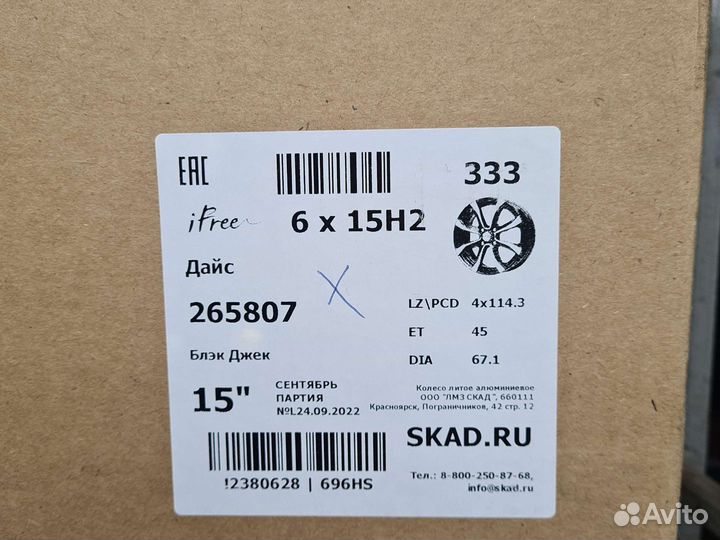 EAC 333
iFree 6 x 15H2
Дайс
265807
LZ\PCD 4x114.3
ET 45
DIA 67.1
Блэк Джек
15"
СЕНТЯБРЬ
ПАРТИЯ
№L24.09.2022
Колесо литое алюминиевое
ООО "ЛМЗ СКАД", 660111
Красноярск, Пограничников, 42 стр. 12
SKAD.RU
!2380628 | 696HS
Тел.: 8-800-250-87-68,
info@skad.ru
Avito